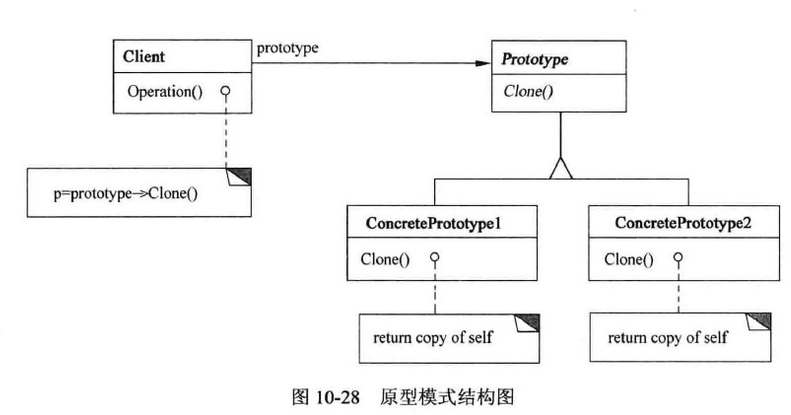 Client
Operation()
prototype
Prototype
Clone()
p=prototype->Clone()
ConcretePrototype1
Clone()
return copy of self
ConcretePrototype2
Clone()
return copy of self
图 10-28 原型模式结构图